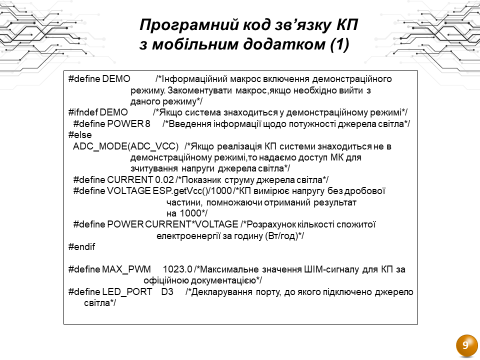 Програмний код зв’язку КП
з мобільним додатком (1)
#define DEMO /*Інформаційний макрос включення демонстраційного
режиму. Закоментувати макрос,якщо необхідно вийти з
даного режиму*/
#ifndef DEMO /*Якщо система знаходиться у демонстраційному режимі*/
#define POWER 8 /*Введення інформації щодо потужності джерела світла*/
#else
ADC_MODE(ADC_VCC) /*Якщо реалізація КП системи знаходиться не в
демонстраційному режимі,то надаємо доступ МК для
зчитування напруги джерела світла*/
#define CURRENT 0.02 /*Показник струму джерела світла*/
#define VOLTAGE ESP.getVcc()/1000 /*КП вимірює напругу без дробової
частини, помножаючи отриманий результат
на 1000*/
#define POWER CURRENT*VOLTAGE /*Розрахунок кількості спожитої
електроенергії за годину (Вт/год)*/
#endif
#define MAX_PWM 1023.0 /*Максимальне значення ШІМ-сигналу для КП за
офіційною документацією*/
#define LED_PORT D3 /*Декларування порту, до якого підключено джерело
світла*/
9